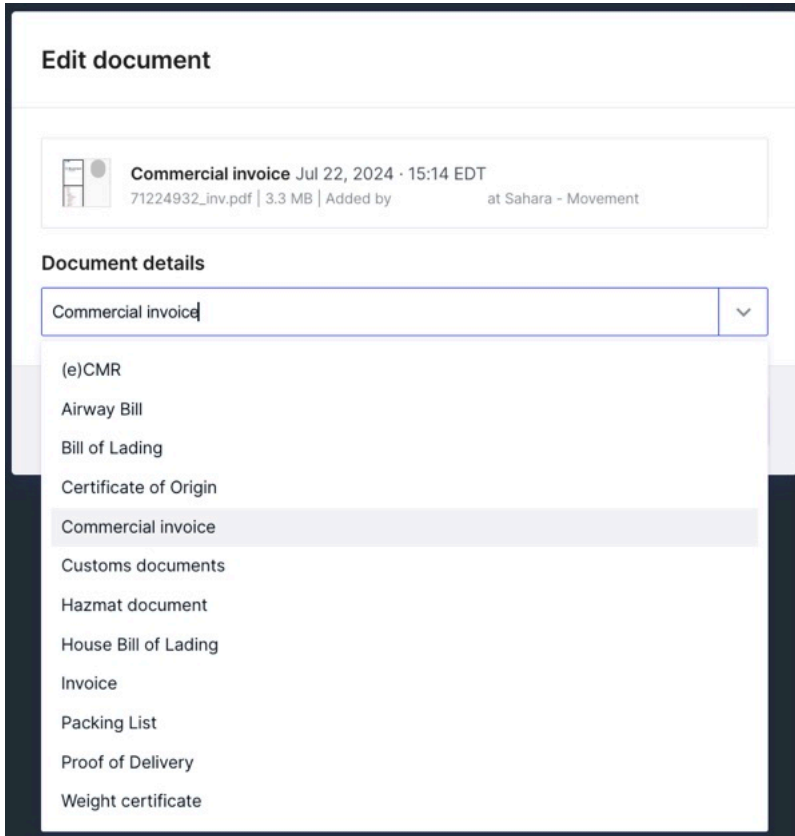 Edit document
Commercial invoice Jul 22, 2024 · 15:14 EDT
71224932_inv.pdf | 3.3 MB | Added by at Sahara - Movement
Document details
Commercial invoice
(e)CMR
Airway Bill
Bill of Lading
Certificate of Origin
Commercial invoice
Customs documents
Hazmat document
House Bill of Lading
Invoice
Packing List
Proof of Delivery
Weight certificate